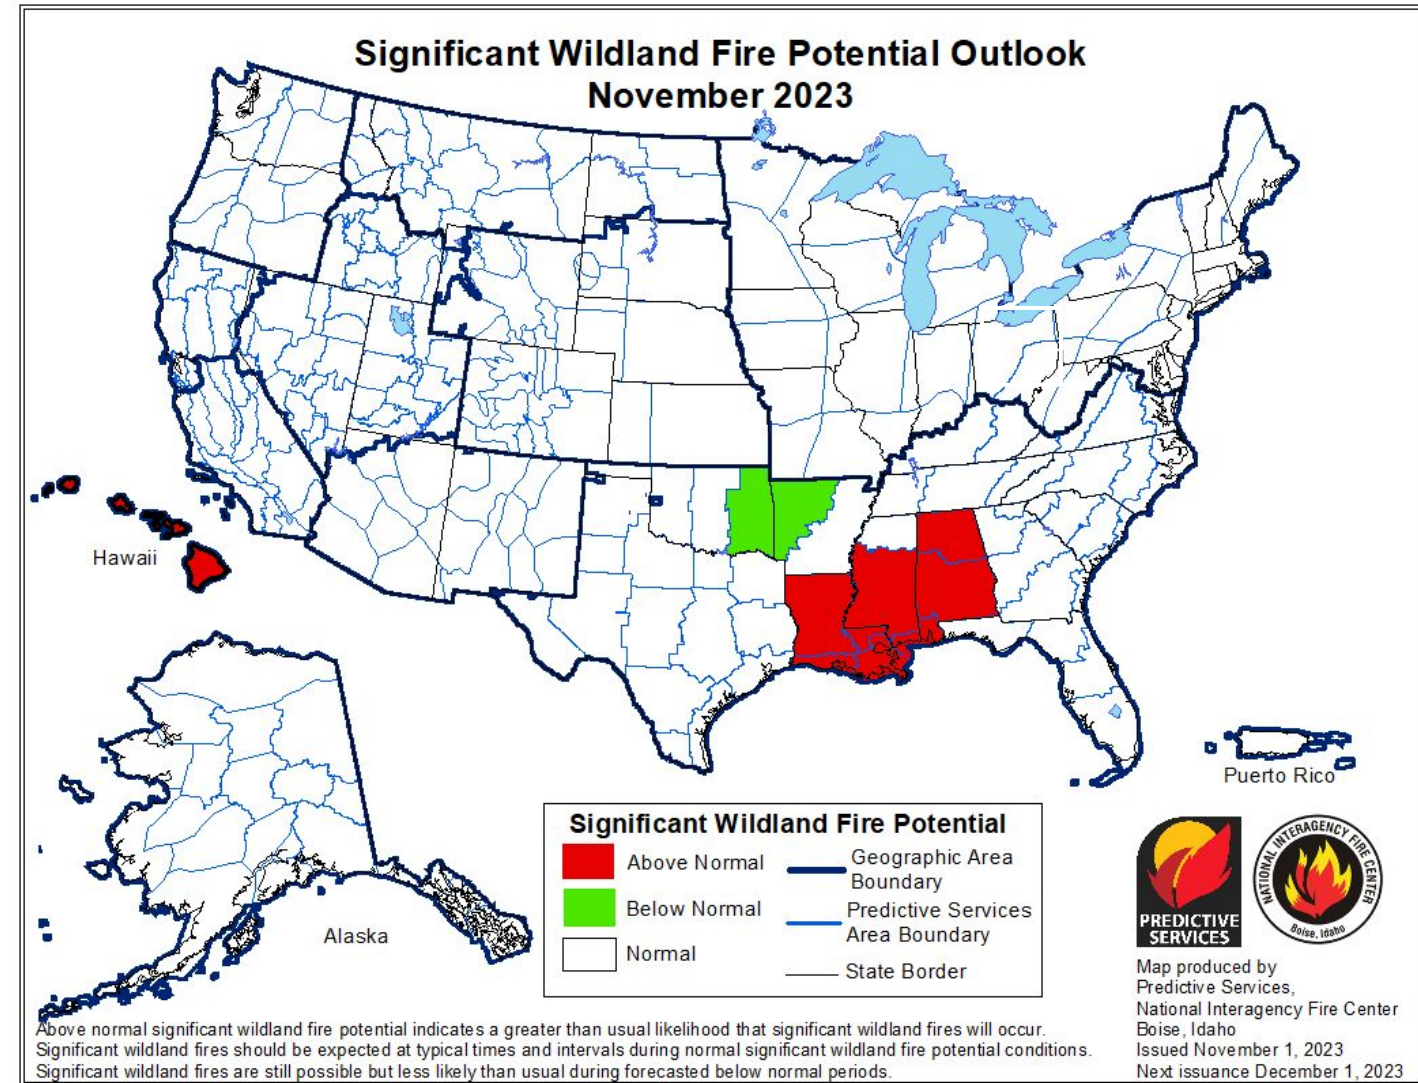 Significant Wildland Fire Potential Outlook
November 2023
Hawaii
Alaska
Puerto Rico
Significant Wildland Fire Potential
Above Normal
Below Normal
Normal
Geographic Area
Boundary
Predictive Services
Area Boundary
State Border
PREDICTIVE
SERVICES
NATIONAL INTERAGENCY FIRE CENTER
Boise, Idaho
Map produced by
Predictive Services,
National Interagency Fire Center
Boise, Idaho
Issued November 1, 2023
Next issuance December 1, 2023
Above normal significant wildland fire potential indicates a greater than usual likelihood that significant wildland fires will occur.
Significant wildland fires should be expected at typical times and intervals during normal significant wildland fire potential conditions.
Significant wildland fires are still possible but less likely than usual during forecasted below normal periods.